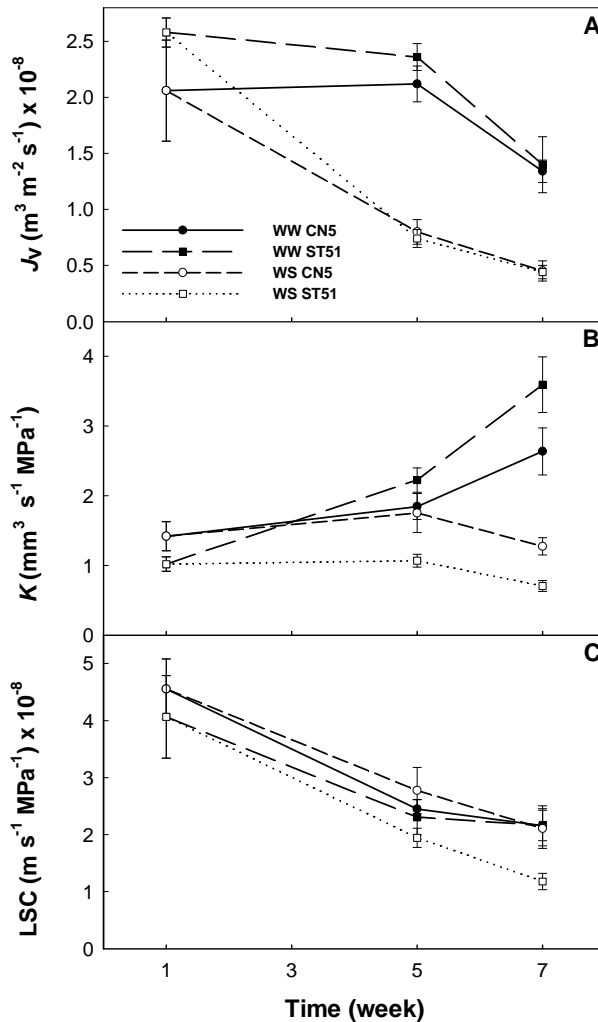 A
2.5
2.0
1.5
1.0
0.5
0.0
Jv (m³ m⁻² s⁻¹) x 10⁻⁸
WW CN5
WW ST51
WS CN5
WS ST51
B
4
3
2
1
0
K (mm³ s⁻¹ MPa⁻¹)
C
5
4
3
2
1
0
LSC (m s⁻¹ MPa⁻¹) x 10⁻⁸
1 3 5 7
Time (week)